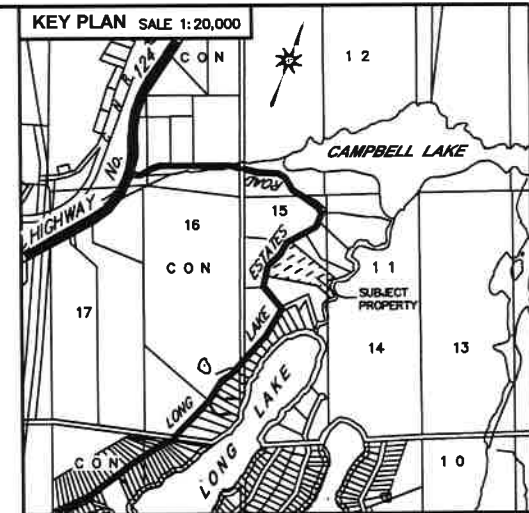 KEY PLAN SALE 1:20,000
CON
12
C N R
HIGHWAY No. 124
CAMPBELL LAKE
16
15
CON
11
17
SUBJECT
PROPERTY
14
13
LONG LAKE ESTATES ROAD
LONG LAKE
CON
10